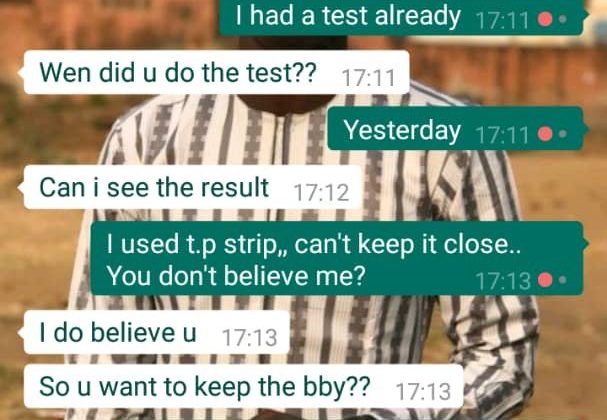 I had a test already 17:11
Wen did u do the test?? 17:11
Yesterday 17:11
Can i see the result 17:12
I used t.p strip,, can't keep it close..
You don't believe me? 17:13
I do believe u 17:13
So u want to keep the bby?? 17:13